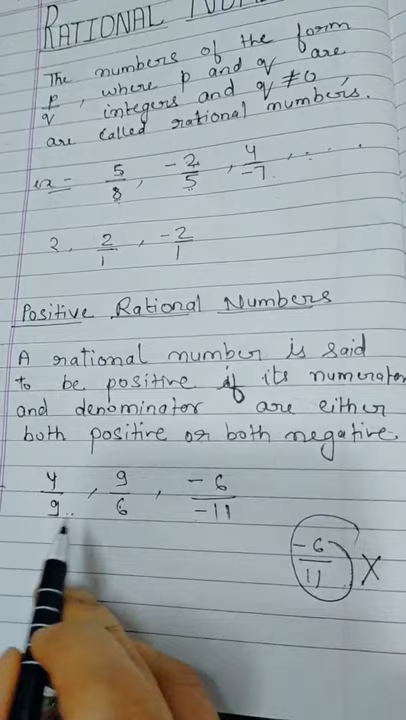 RATIONAL NUM
The numbers of the form
p/q, where p and q are
integers and q ≠ 0,
are called rational numbers.
ex - 5/8, -2/5, 4/-7, .....
2, 2/1, -2/1
Positive Rational Numbers
A rational number is said
to be positive if its numerator
and denominator are either
both positive or both negative.
4/9, 9/6, -6/-11
-6/11 X